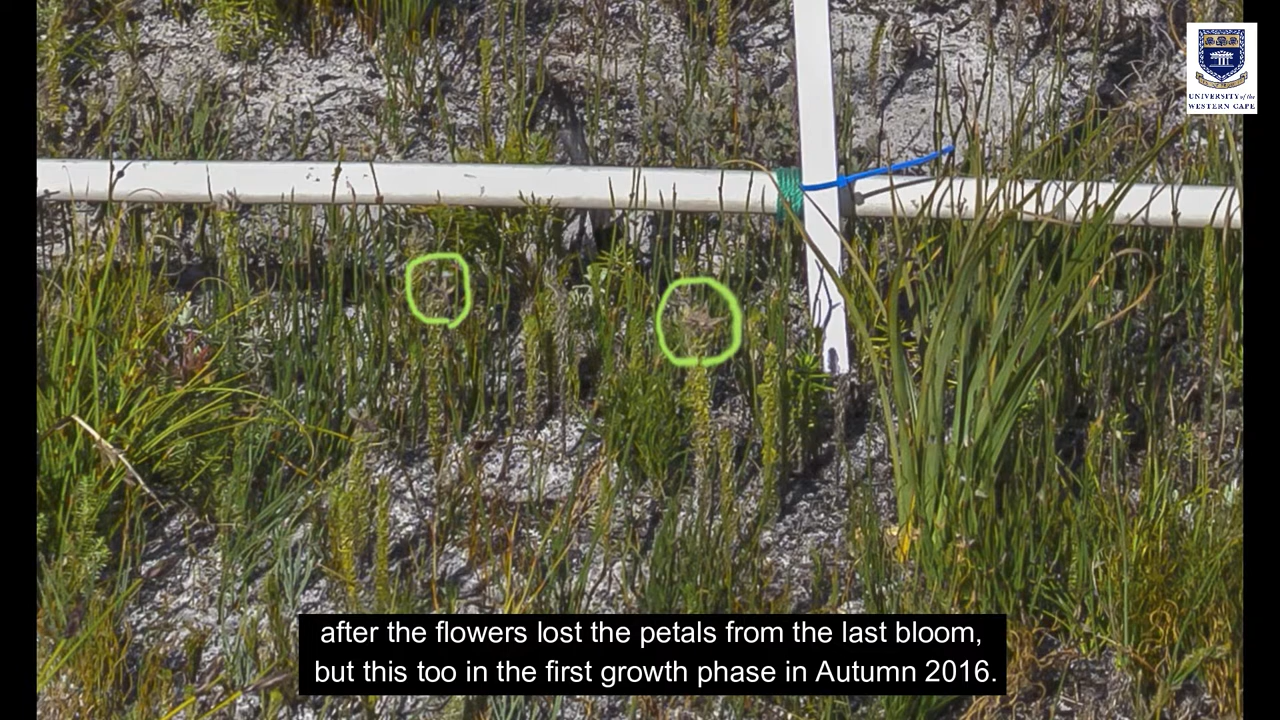 UNIVERSITY of the
WESTERN CAPE
after the flowers lost the petals from the last bloom,
but this too in the first growth phase in Autumn 2016.